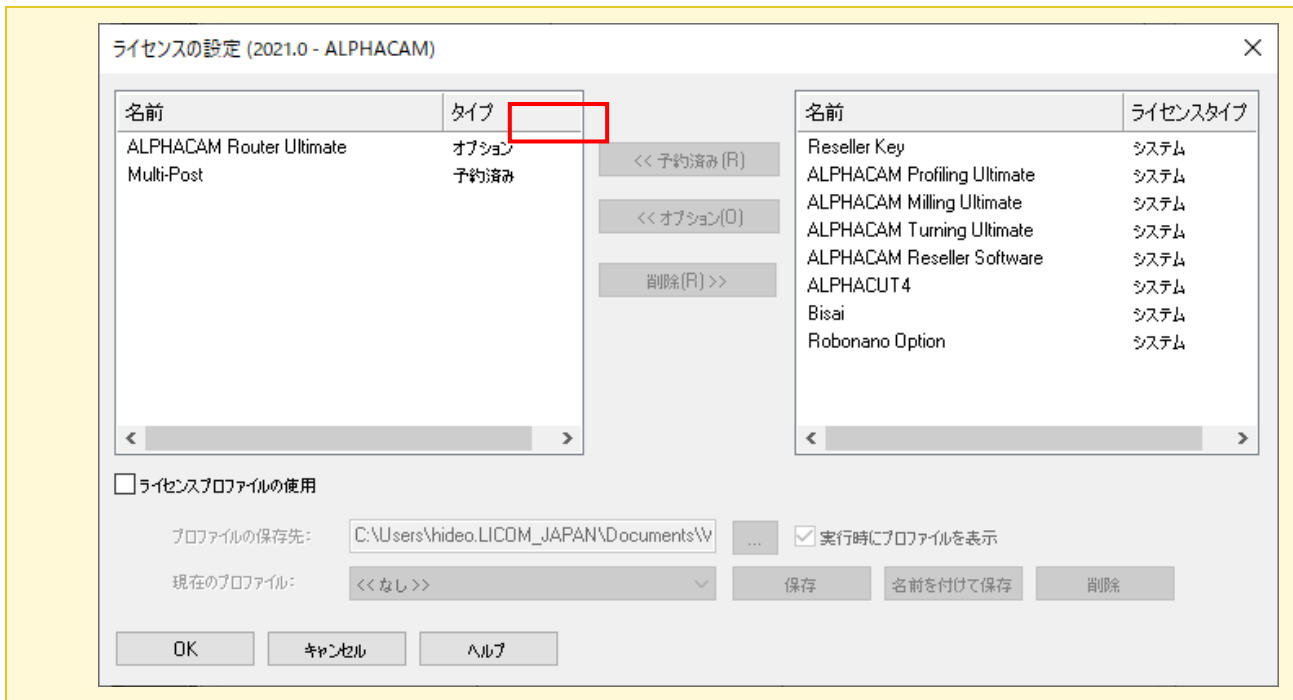 ライセンスの設定 (2021.0 - ALPHACAM)
名前 タイプ
ALPHACAM Router Ultimate オプション
Multi-Post 予約済み
<< 予約済み(R)
<< オプション(O)
削除(R) >>
名前 ライセンスタイプ
Reseller Key システム
ALPHACAM Profiling Ultimate システム
ALPHACAM Milling Ultimate システム
ALPHACAM Turning Ultimate システム
ALPHACAM Reseller Software システム
ALPHACUT4 システム
Bisai システム
Robonano Option システム
ライセンスプロファイルの使用
プロファイルの保存先: C:\Users\hideo.LICOM_JAPAN\Documents\V ... 実行時にプロファイルを表示
現在のプロファイル: <<なし>> 保存 名前を付けて保存 削除
OK キャンセル ヘルプ